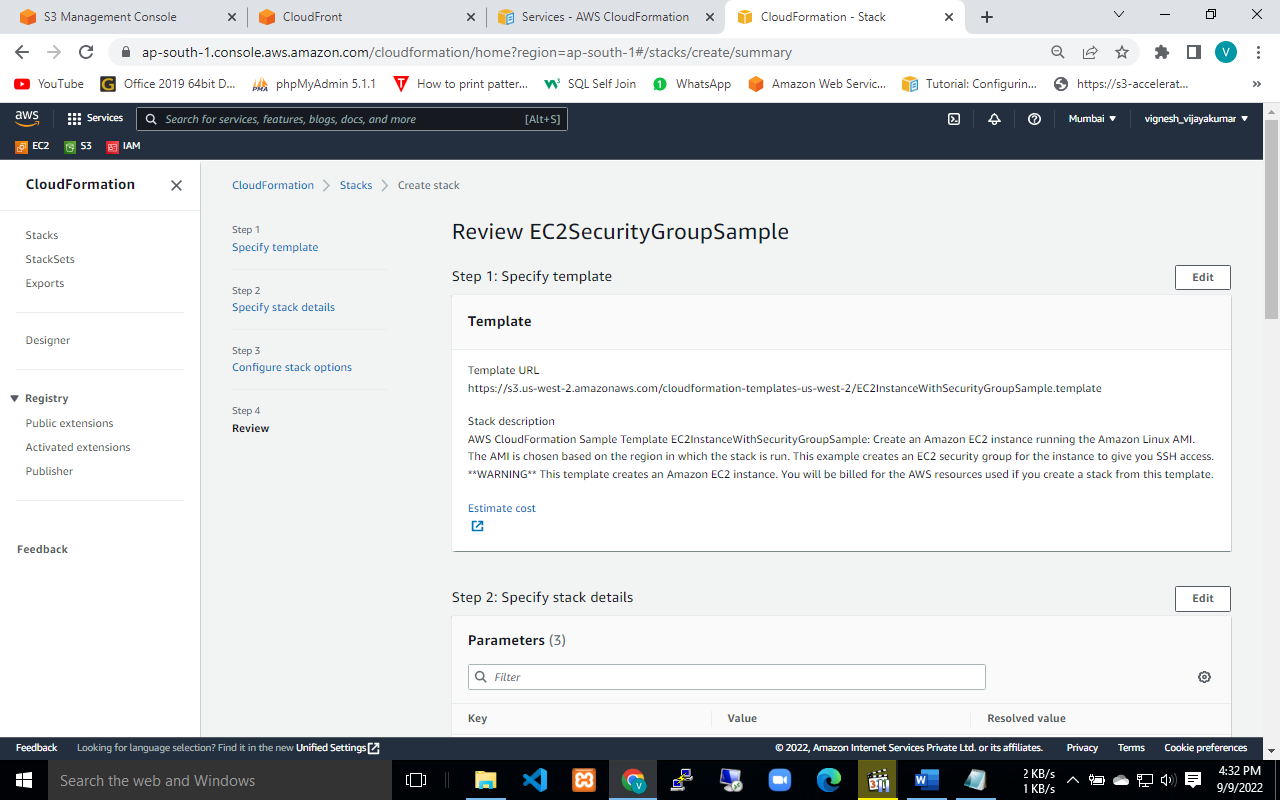 S3 Management Console
CloudFront
Services - AWS CloudFormation
CloudFormation - Stack
ap-south-1.console.aws.amazon.com/cloudformation/home?region=ap-south-1#/stacks/create/summary
V
YouTube
Office 2019 64bit D...
phpMyAdmin 5.1.1
How to print patter...
SQL Self Join
WhatsApp
Amazon Web Servic...
Tutorial: Configurin...
https://s3-accelerat...
»
aws
Services
Search for services, features, blogs, docs, and more
[Alt+S]
Mumbai
vignesh_vijayakumar
EC2
S3
IAM
CloudFormation
Stacks
StackSets
Exports
Designer
Registry
Public extensions
Activated extensions
Publisher
Feedback
CloudFormation
Stacks
Create stack
Step 1
Specify template
Step 2
Specify stack details
Step 3
Configure stack options
Step 4
Review
Review EC2SecurityGroupSample
Step 1: Specify template
Edit
Template
Template URL
https://s3.us-west-2.amazonaws.com/cloudformation-templates-us-west-2/EC2InstanceWithSecurityGroupSample.template
Stack description
AWS CloudFormation Sample Template EC2InstanceWithSecurityGroupSample: Create an Amazon EC2 instance running the Amazon Linux AMI.
The AMI is chosen based on the region in which the stack is run. This example creates an EC2 security group for the instance to give you SSH access.
**WARNING** This template creates an Amazon EC2 instance. You will be billed for the AWS resources used if you create a stack from this template.
Estimate cost
Step 2: Specify stack details
Edit
Parameters (3)
Filter
Key
Value
Resolved value
Feedback
Looking for language selection? Find it in the new Unified Settings
© 2022, Amazon Internet Services Private Ltd. or its affiliates.
Privacy
Terms
Cookie preferences
Search the web and Windows
2 KB/s
1 KB/s
4:32 PM
9/9/2022